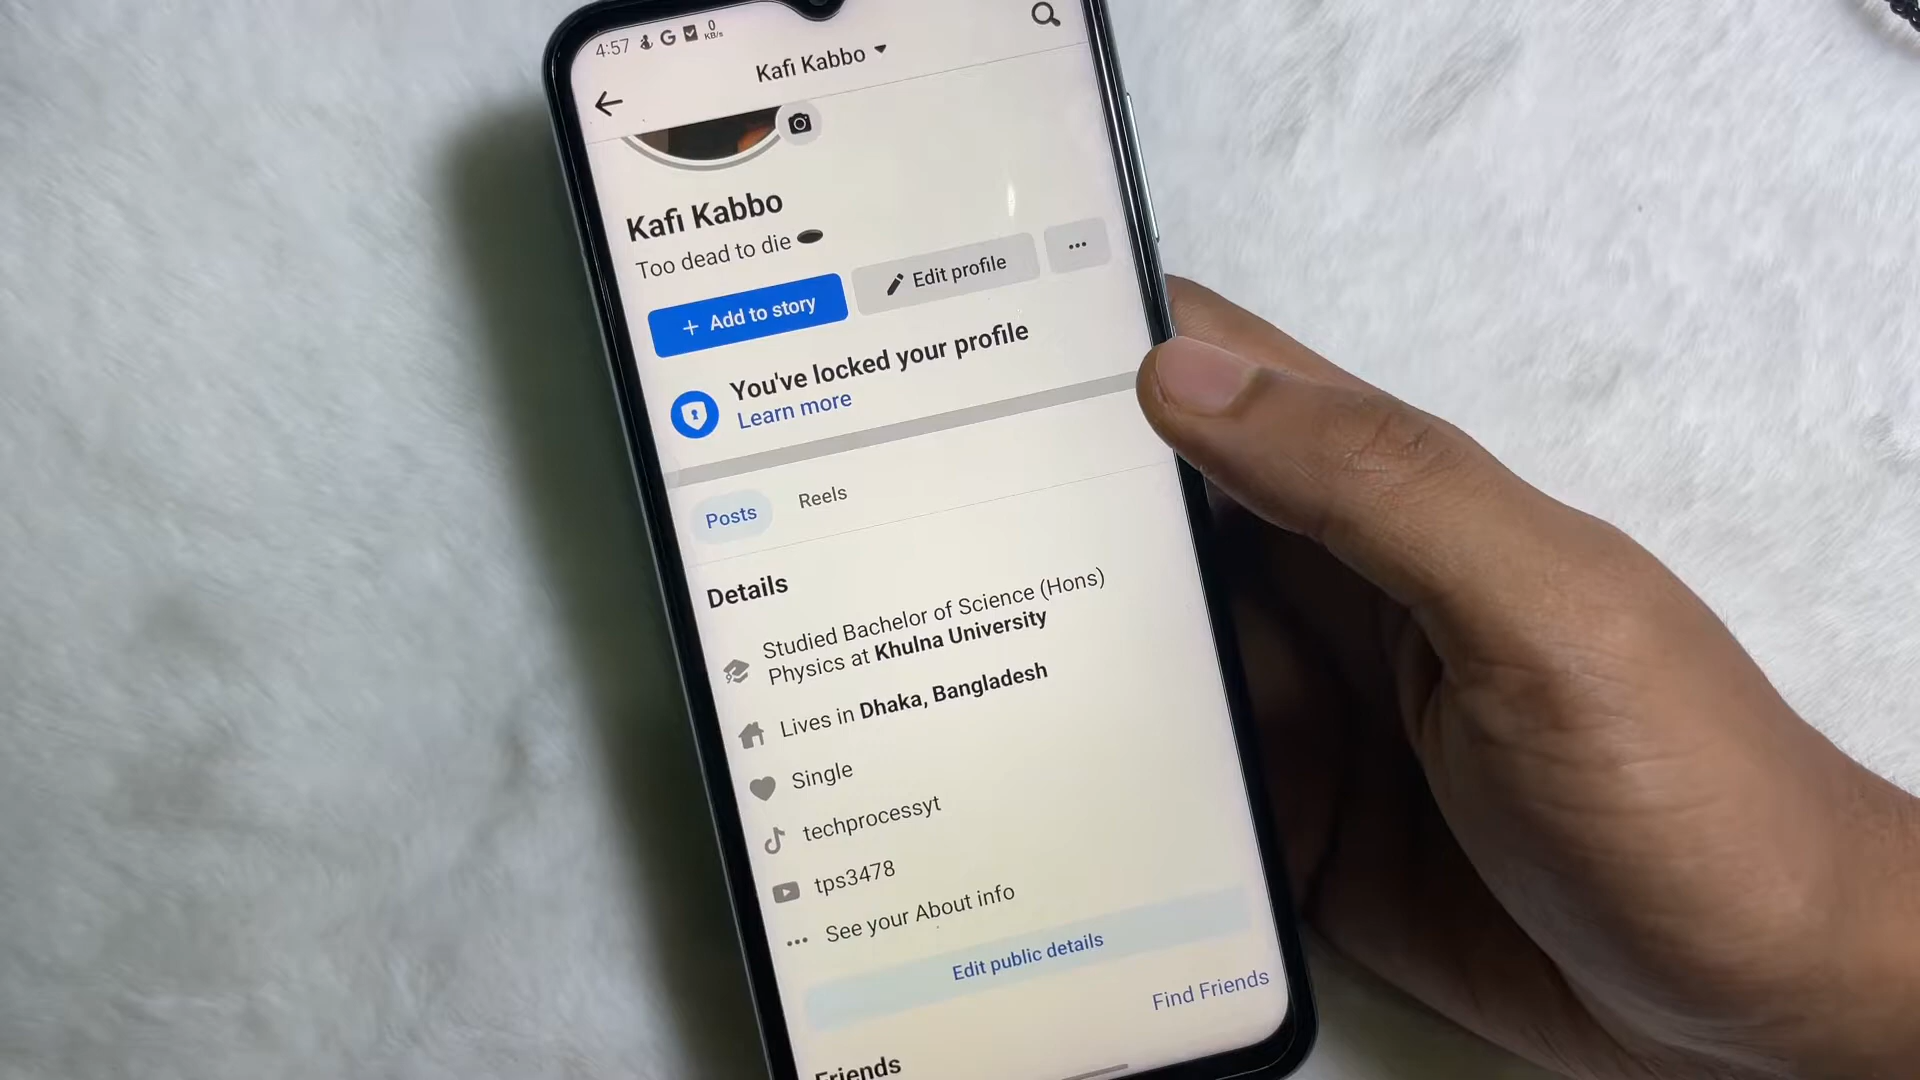 4:57 G 0 KB/s
Kafi Kabbo
Kafi Kabbo
Too dead to die
+ Add to story
Edit profile
You've locked your profile
Learn more
Posts
Reels
Details
Studied Bachelor of Science (Hons)
Physics at Khulna University
Lives in Dhaka, Bangladesh
Single
techprocessyt
tps3478
See your About info
Edit public details
Find Friends
Friends